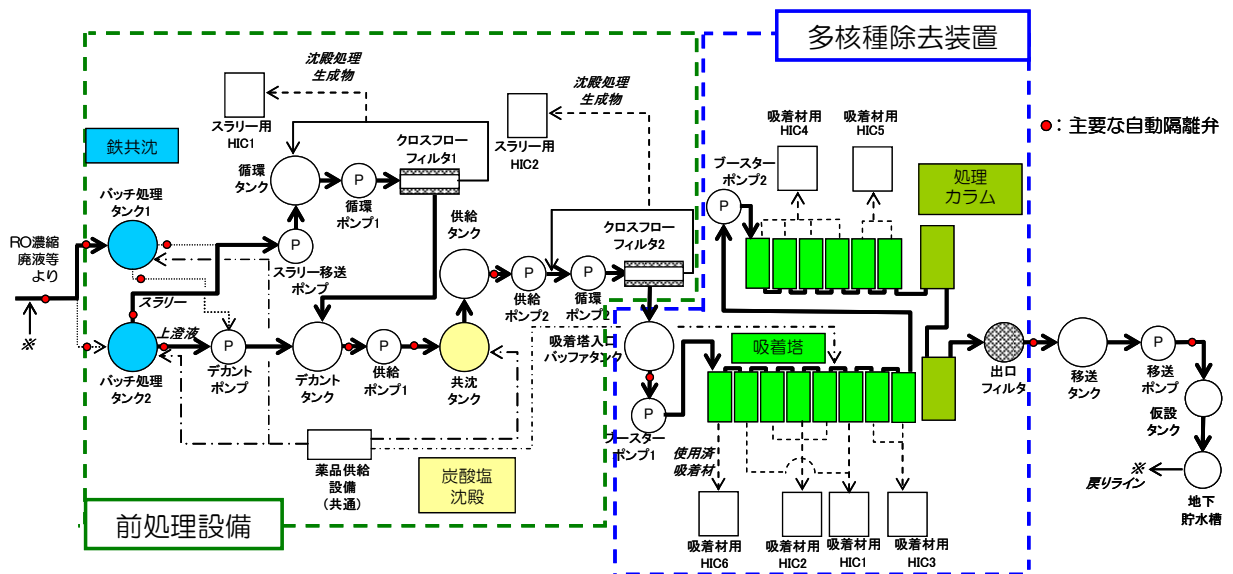 多核種除去装置
沈殿処理
生成物
沈殿処理
生成物
スラリー用
HIC1
スラリー用
HIC2
吸着材用
HIC4
吸着材用
HIC5
●：主要な自動隔離弁
鉄共沈
クロスフロー
フィルタ1
循環
タンク
P
循環
ポンプ1
ブースター
ポンプ2
P
処理
カラム
バッチ処理
タンク1
供給
タンク
クロスフロー
フィルタ2
RO濃縮
廃液等
より
※
P
スラリー移送
ポンプ
スラリー
P
供給
ポンプ2
P
循環
ポンプ2
上澄液
バッチ処理
タンク2
P
デカント
ポンプ
デカント
タンク
P
供給
ポンプ1
共沈
タンク
吸着塔入口
バッファタンク
吸着塔
出口
フィルタ
移送
タンク
P
移送
ポンプ
仮設
タンク
P
ブースター
ポンプ1
薬品供給
設備
(共通)
炭酸塩
沈殿
使用済
吸着材
※
戻りライン
地下
貯水槽
前処理設備
吸着材用
HIC6
吸着材用
HIC2
吸着材用
HIC1
吸着材用
HIC3